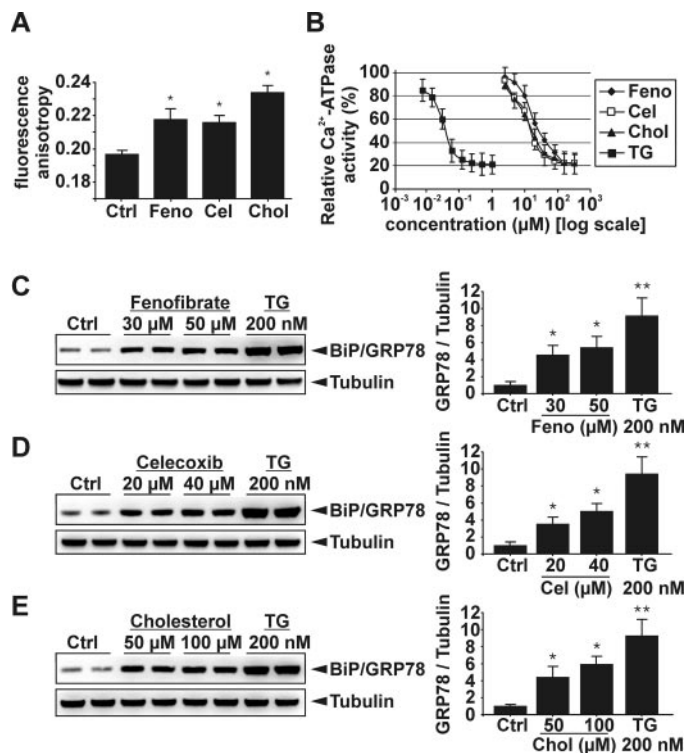 A
fluorescence
anisotropy
0.24
0.22
0.20
0.18
*
*
*
Ctrl Feno Cel Chol
B
Relative Ca²⁺-ATPase
activity (%)
100
80
60
40
20
0
10⁻³ 10⁻² 10⁻¹ 1 10¹ 10² 10³
concentration (µM) [log scale]
Feno
Cel
Chol
TG
C
Fenofibrate TG
Ctrl 30 µM 50 µM 200 nM
BiP/GRP78
Tubulin
GRP78 / Tubulin
12
10
8
6
4
2
0
*
*
**
Ctrl 30 50 TG
Feno (µM) 200 nM
D
Celecoxib TG
Ctrl 20 µM 40 µM 200 nM
BiP/GRP78
Tubulin
GRP78 / Tubulin
12
10
8
6
4
2
0
*
*
**
Ctrl 20 40 TG
Cel (µM) 200 nM
E
Cholesterol TG
Ctrl 50 µM 100 µM 200 nM
BiP/GRP78
Tubulin
GRP78 / Tubulin
12
10
8
6
4
2
0
*
*
**
Ctrl 50 100 TG
Chol (µM) 200 nM